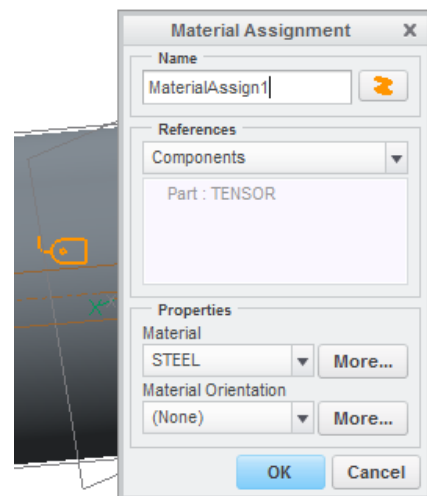 Material Assignment X
Name
MaterialAssign1
References
Components
Part : TENSOR
Properties
Material
STEEL More...
Material Orientation
(None) More...
OK Cancel